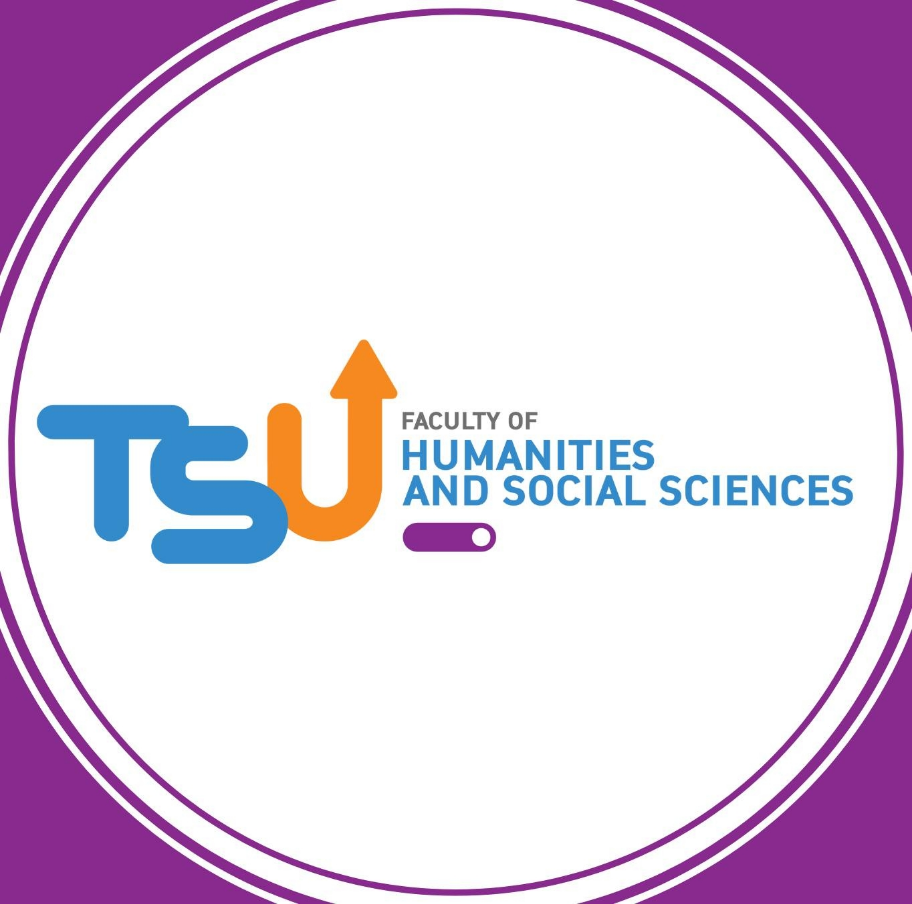 TSU
FACULTY OF
HUMANITIES
AND SOCIAL SCIENCES